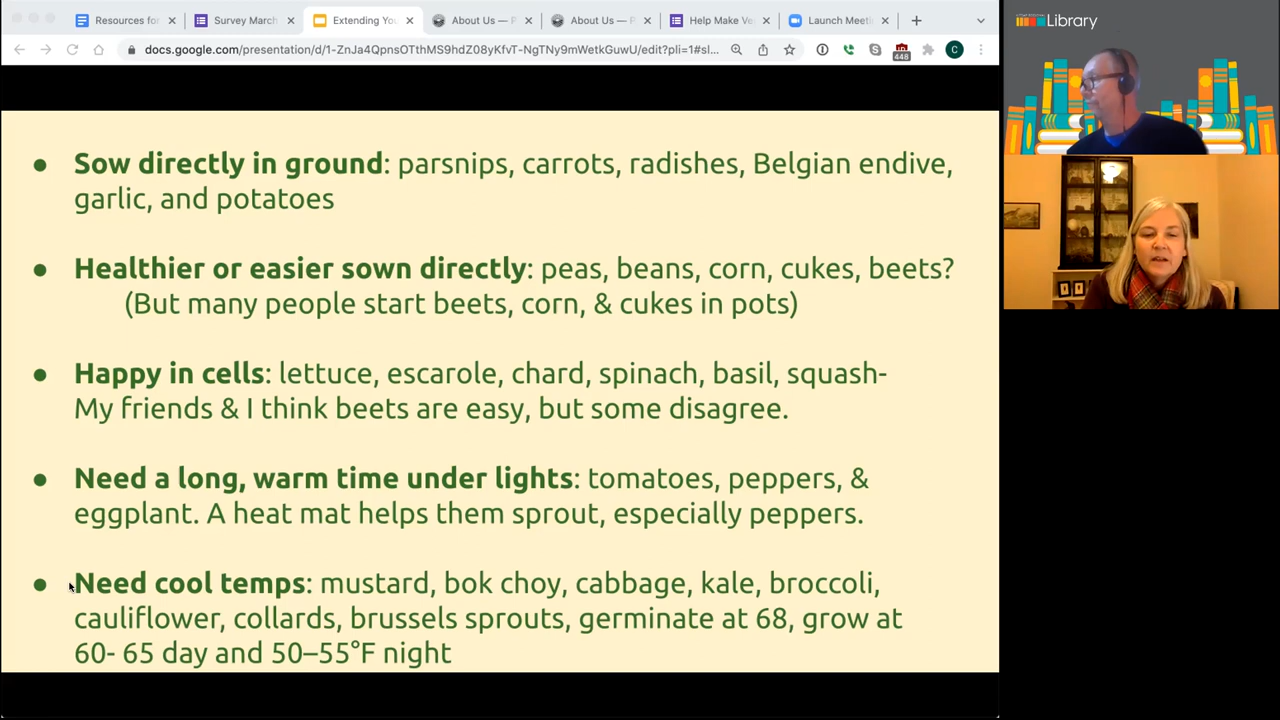 Resources for
Survey March
Extending You
About Us — P
About Us — P
Help Make Ve
Launch Meeti
docs.google.com/presentation/d/1-ZnJa4QpnsOTthMS9hdZ08yKfvT-NgTNy9mWetkGuwU/edit?pli=1#sl...
448
C
Library
● Sow directly in ground: parsnips, carrots, radishes, Belgian endive,
garlic, and potatoes
● Healthier or easier sown directly: peas, beans, corn, cukes, beets?
(But many people start beets, corn, & cukes in pots)
● Happy in cells: lettuce, escarole, chard, spinach, basil, squash-
My friends & I think beets are easy, but some disagree.
● Need a long, warm time under lights: tomatoes, peppers, &
eggplant. A heat mat helps them sprout, especially peppers.
● Need cool temps: mustard, bok choy, cabbage, kale, broccoli,
cauliflower, collards, brussels sprouts, germinate at 68, grow at
60- 65 day and 50–55°F night